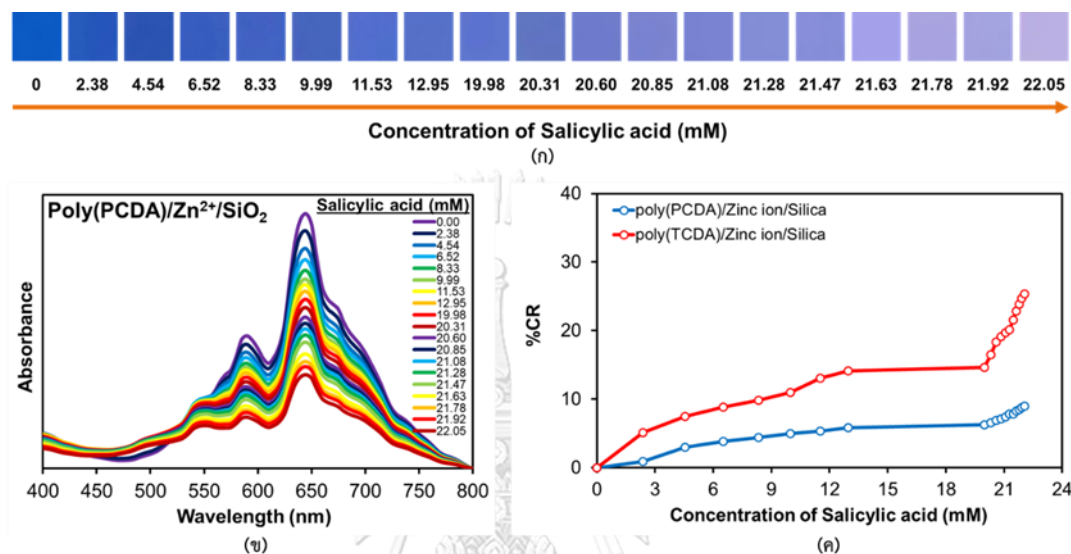 0 2.38 4.54 6.52 8.33 9.99 11.53 12.95 19.98 20.31 20.60 20.85 21.08 21.28 21.47 21.63 21.78 21.92 22.05
Concentration of Salicylic acid (mM)
(ก)
Poly(PCDA)/Zn²⁺/SiO₂
Salicylic acid (mM)
0.00
2.38
4.54
6.52
8.33
9.99
11.53
12.95
19.98
20.31
20.60
20.85
21.08
21.28
21.47
21.63
21.78
21.92
22.05
Absorbance
400 450 500 550 600 650 700 750 800
Wavelength (nm)
(ข)
poly(PCDA)/Zinc ion/Silica
poly(TCDA)/Zinc ion/Silica
%CR
40
30
20
10
0
0 3 6 9 12 15 18 21 24
Concentration of Salicylic acid (mM)
(ค)